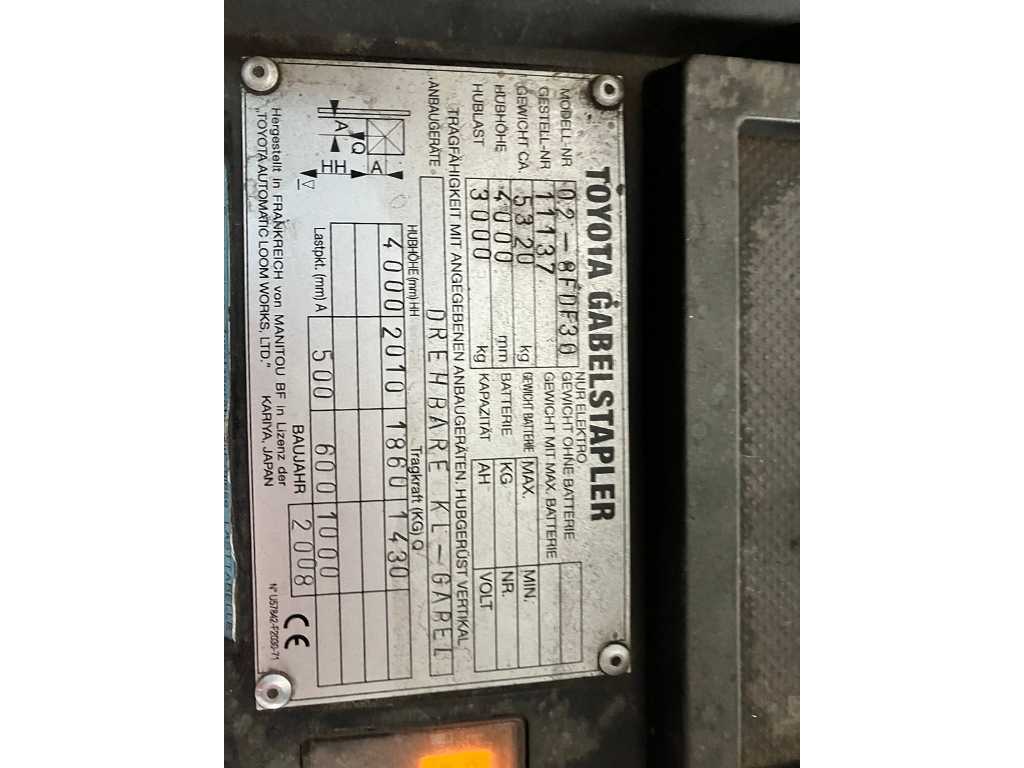 TOYOTA GABELSTAPLER
MODELL-NR 02-8FDF30 NUR ELEKTRO
GEWICHT OHNE BATTERIE
GESTELL-NR 11137 GEWICHT MIT MAX. BATTERIE
GEWICHT CA. 5320 kg GEWICHT BATTERIE MAX. MIN.
HUBHÖHE 4000 mm BATTERIE KG NR.
HUBLAST 3000 kg KAPAZITÄT AH VOLT
TRAGFÄHIGKEIT MIT ANGEGEBENEN ANBAUGERÄTEN. HUBGERÜST VERTIKAL
ANBAUGERÄTE: DREHBARE KL-GABEL
HUBHÖHE (mm) HH Tragkraft (KG) Q
4000 2010 1860 1430
Lastpkt. (mm) A 500 600 1000
A Q A
HH
BAUJAHR 2008
Hergestellt in FRANKREICH von MANITOU BF in Lizenz der
"TOYOTA AUTOMATIC LOOM WORKS, LTD." KARIYA, JAPAN
CE
N° U57842-F2030-71